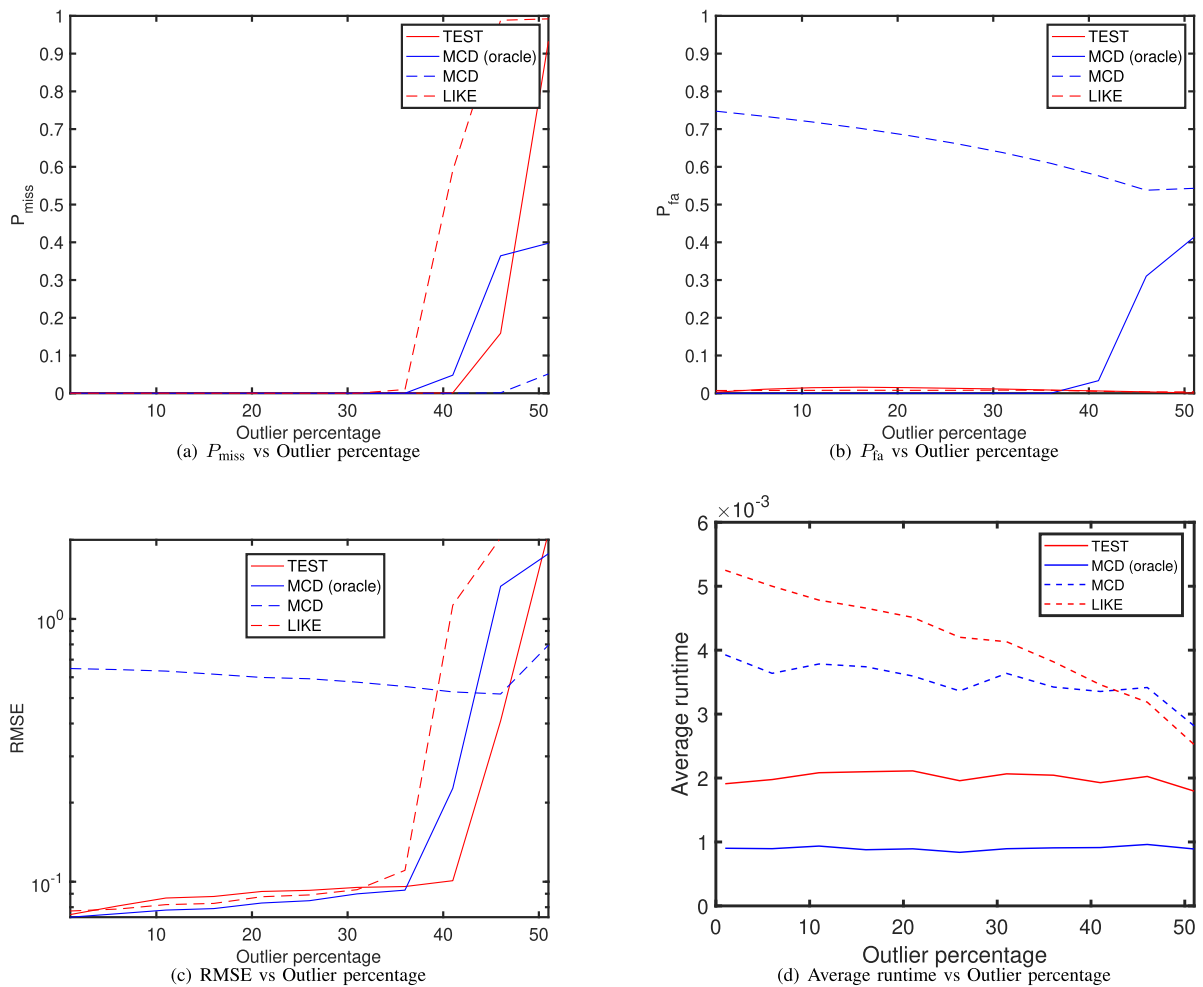 1
0.9
0.8
0.7
0.6
0.5
0.4
0.3
0.2
0.1
0
P_miss
TEST
MCD (oracle)
MCD
LIKE
10 20 30 40 50
Outlier percentage
(a) P_miss vs Outlier percentage
1
0.9
0.8
0.7
0.6
0.5
0.4
0.3
0.2
0.1
0
P_fa
TEST
MCD (oracle)
MCD
LIKE
10 20 30 40 50
Outlier percentage
(b) P_fa vs Outlier percentage
10^0
10^-1
RMSE
TEST
MCD (oracle)
MCD
LIKE
10 20 30 40 50
Outlier percentage
(c) RMSE vs Outlier percentage
×10^-3
6
5
4
3
2
1
0
Average runtime
TEST
MCD (oracle)
MCD
LIKE
0 10 20 30 40 50
Outlier percentage
(d) Average runtime vs Outlier percentage